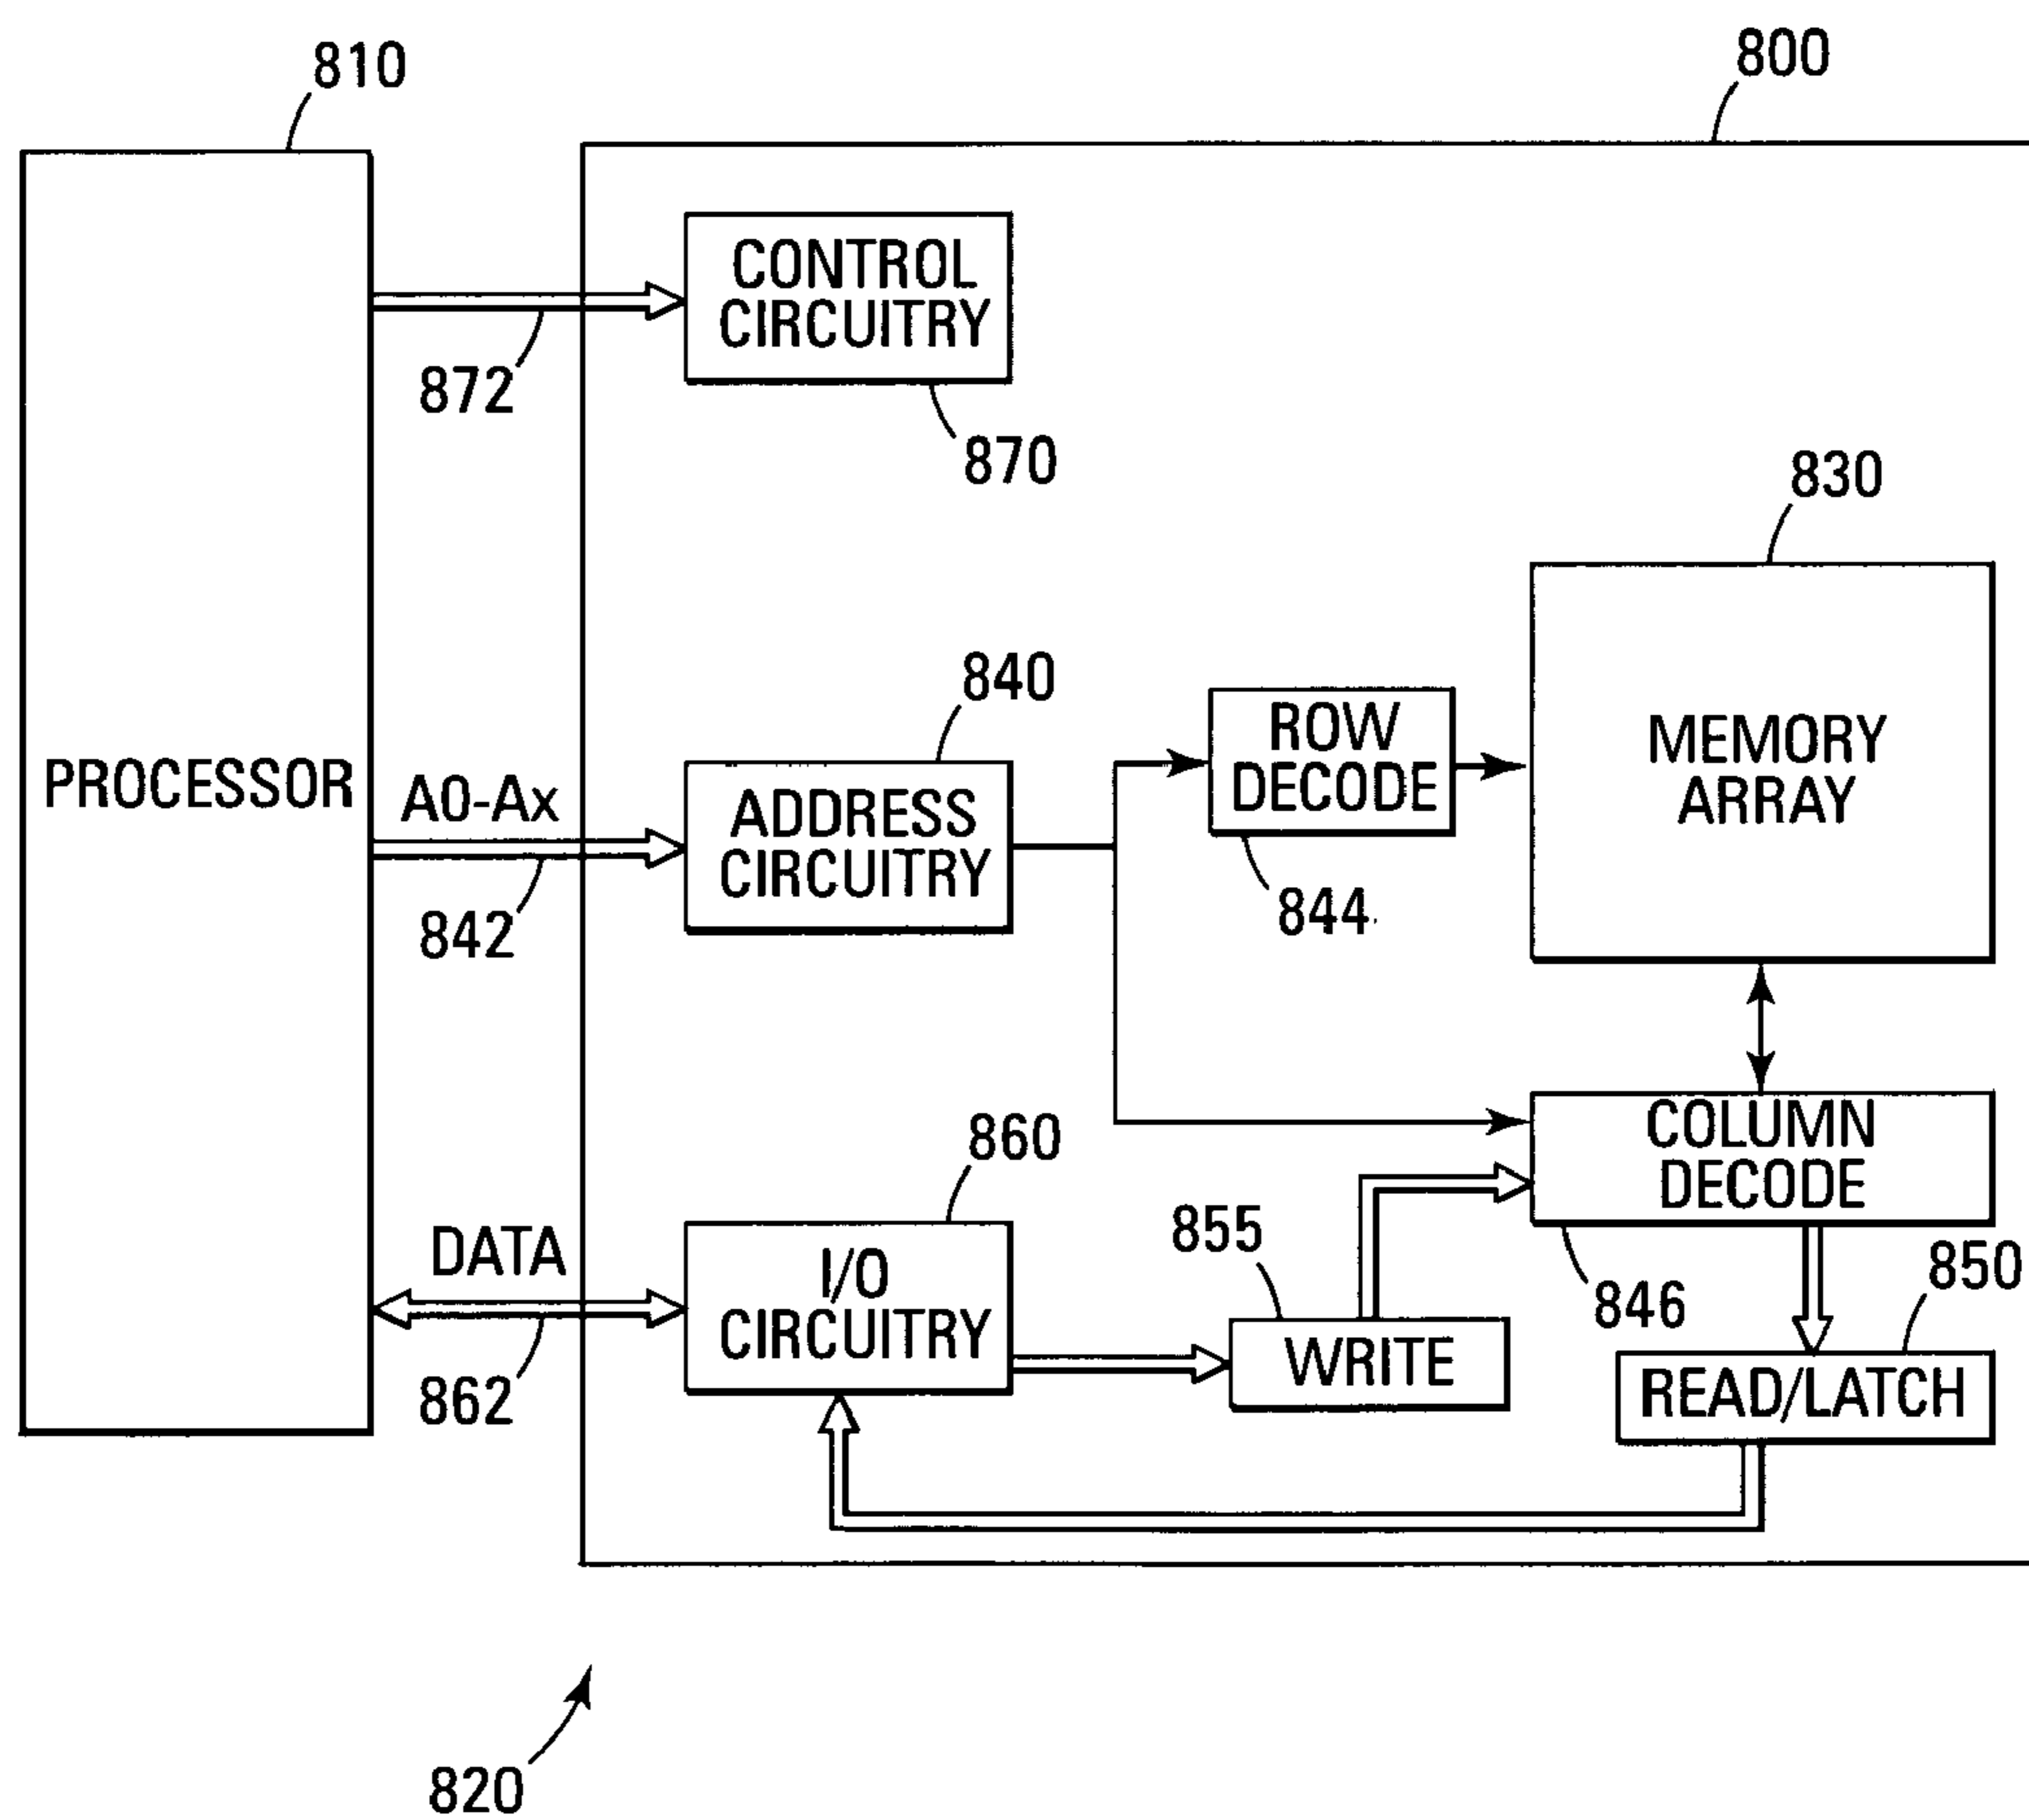 810
800
CONTROL
CIRCUITRY
872
870
830
840
ROW
DECODE
MEMORY
ARRAY
PROCESSOR
A0-Ax
ADDRESS
CIRCUITRY
844
842
860
COLUMN
DECODE
855
DATA
I/O
CIRCUITRY
846
850
WRITE
READ/LATCH
862
820